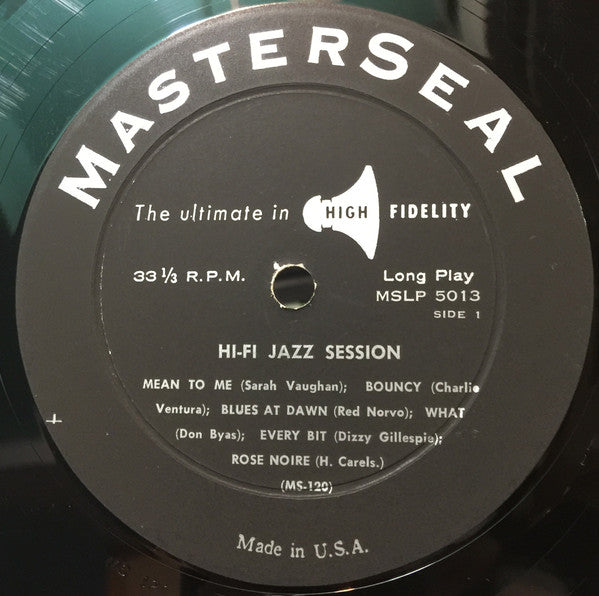 MASTERSEAL
The ultimate in HIGH FIDELITY
33 1/3 R.P.M. Long Play
MSLP 5013
SIDE 1
HI-FI JAZZ SESSION
MEAN TO ME (Sarah Vaughan); BOUNCY (Charlie
Ventura); BLUES AT DAWN (Red Norvo); WHAT
(Don Byas); EVERY BIT (Dizzy Gillespie);
ROSE NOIRE (H. Carels.)
(MS-120)
Made in U.S.A.